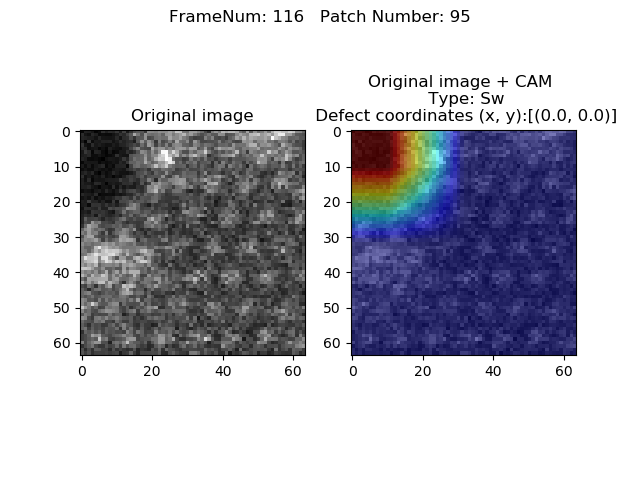 FrameNum: 116   Patch Number: 95
Original image
0
10
20
30
40
50
60
0 20 40 60
Original image + CAM
Type: Sw
Defect coordinates (x, y):[(0.0, 0.0)]
0
10
20
30
40
50
60
0 20 40 60